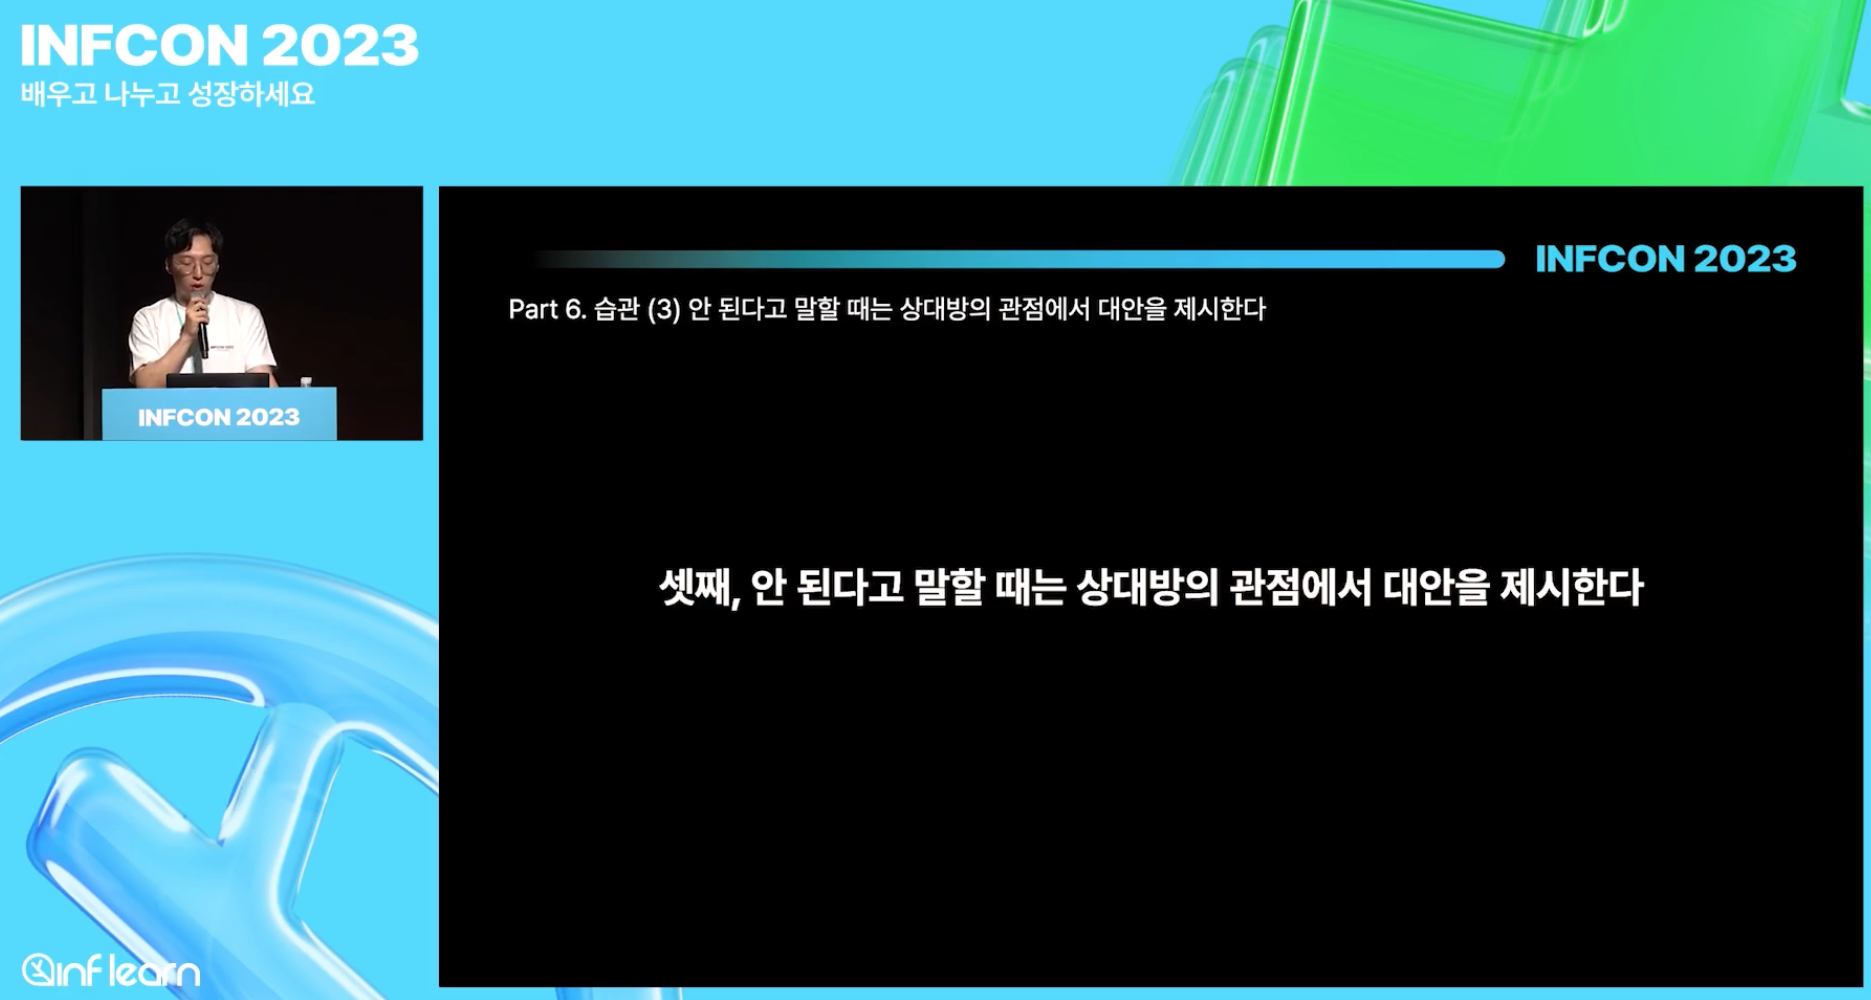 INFCON 2023
배우고 나누고 성장하세요
INFCON 2023
INFCON 2023
Part 6. 습관 (3) 안 된다고 말할 때는 상대방의 관점에서 대안을 제시한다
셋째, 안 된다고 말할 때는 상대방의 관점에서 대안을 제시한다
inflearn